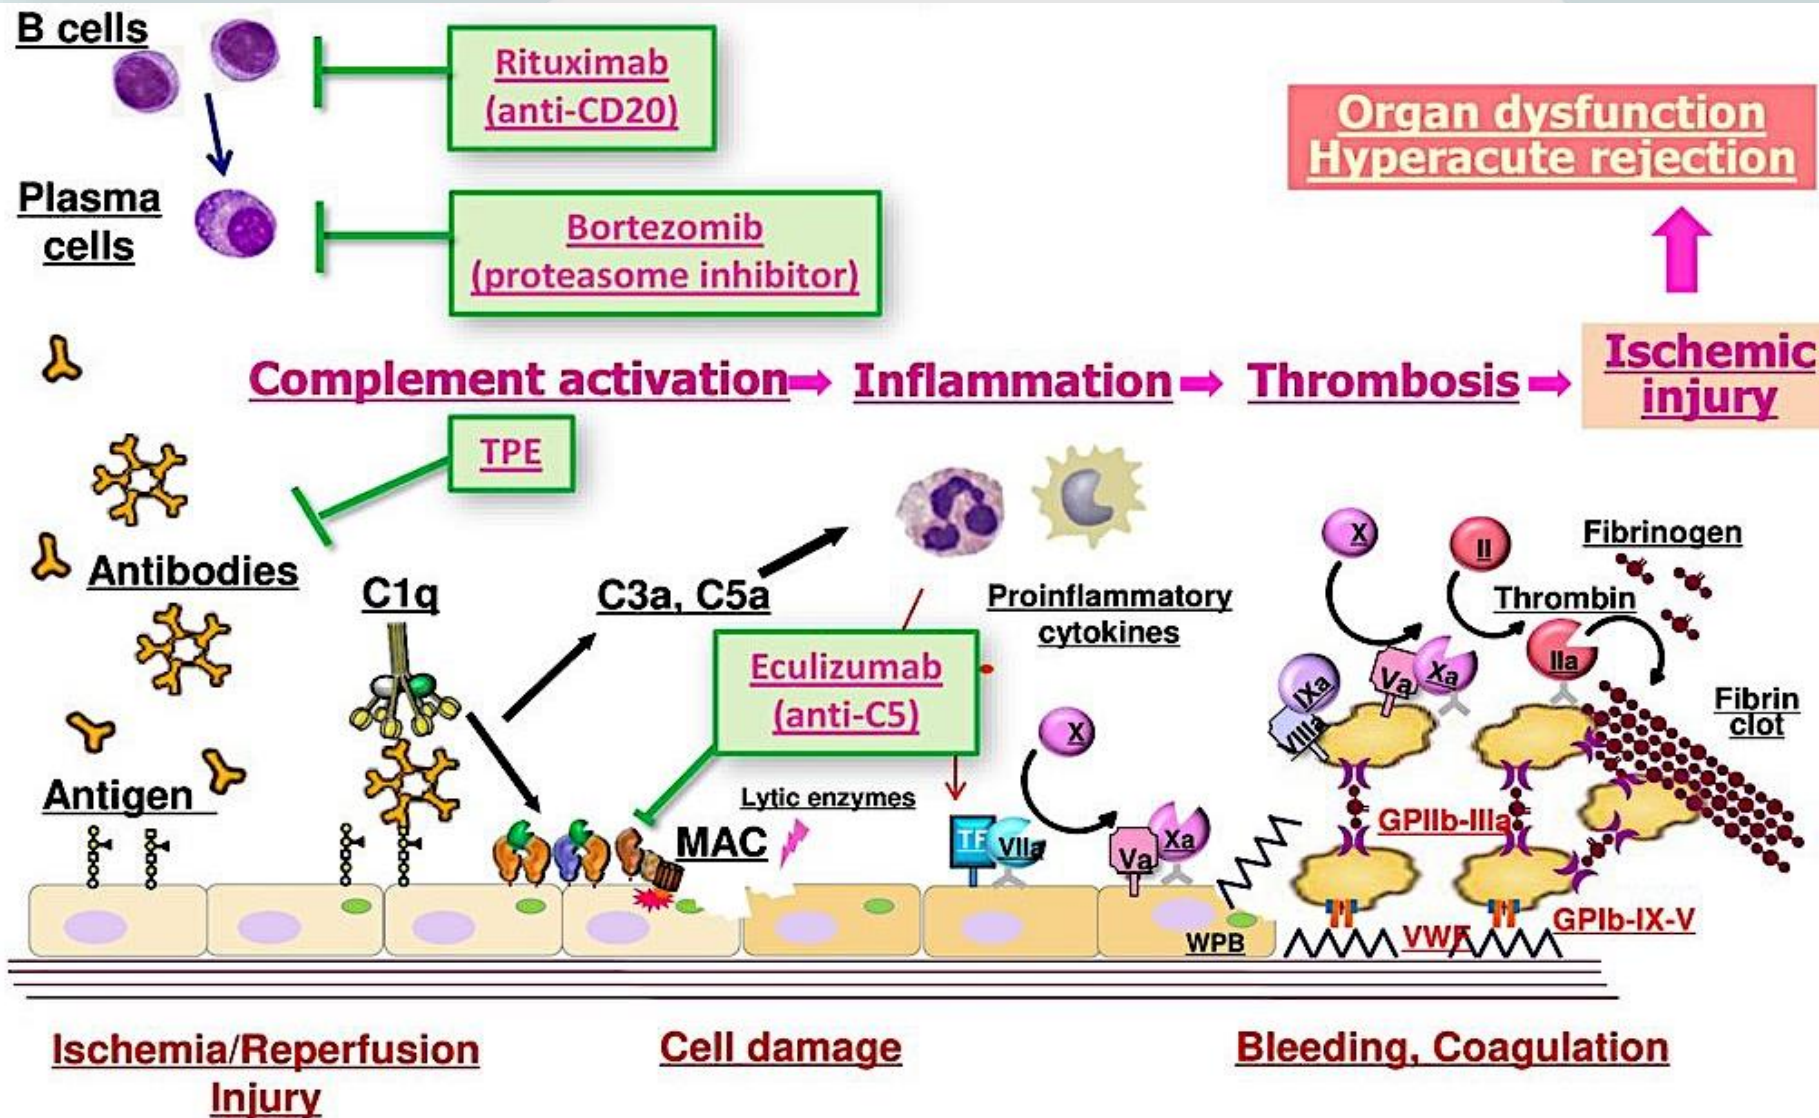 B cells
Rituximab
(anti-CD20)
Organ dysfunction
Hyperacute rejection
Plasma
cells
Bortezomib
(proteasome inhibitor)
Complement activation
Inflammation
Thrombosis
Ischemic
injury
TPE
Antibodies
C1q
C3a, C5a
Proinflammatory
cytokines
X
II
Fibrinogen
Thrombin
IIa
Va
Xa
IXa
VIIIa
Fibrin
clot
Eculizumab
(anti-C5)
X
Antigen
Lytic enzymes
MAC
TF
VIIa
Va
Xa
GPIIb-IIIa
WPB
VWF
GPIb-IX-V
Ischemia/Reperfusion
Injury
Cell damage
Bleeding, Coagulation